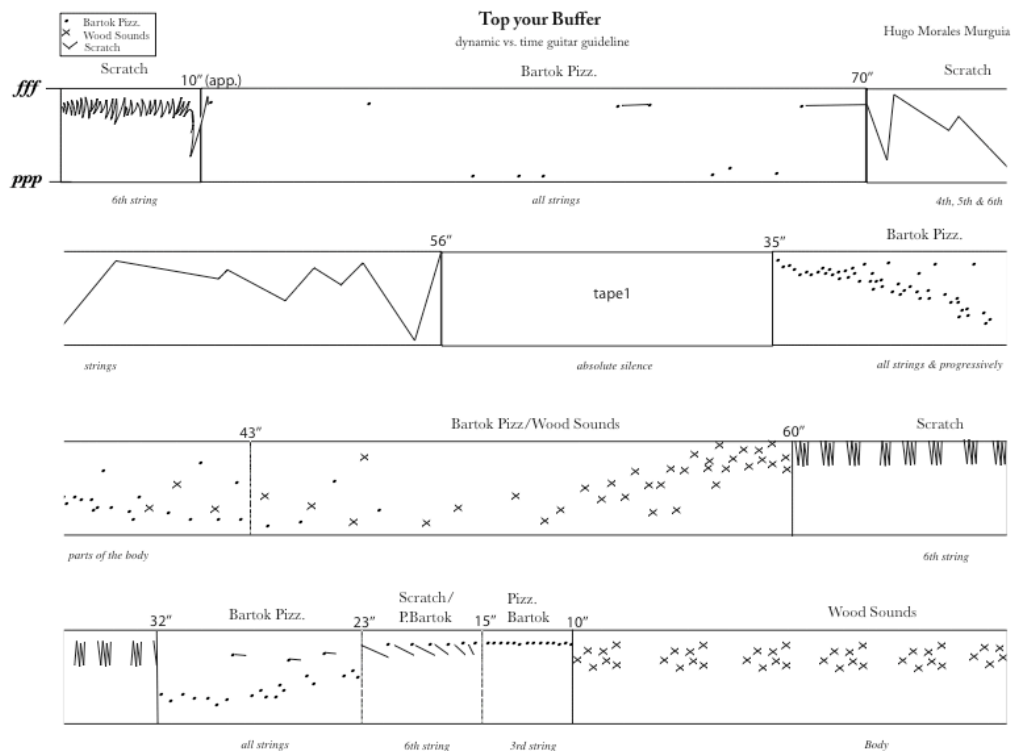 Top your Buffer
dynamic vs. time guitar guideline
Hugo Morales Murguia
Bartok Pizz.
Wood Sounds
Scratch
Scratch
10" (app.)
Bartok Pizz.
70"
Scratch
fff
ppp
6th string
all strings
4th, 5th & 6th
56"
35"
Bartok Pizz.
tape1
strings
absolute silence
all strings & progressively
43"
Bartok Pizz/Wood Sounds
60"
Scratch
parts of the body
6th string
32"
Bartok Pizz.
23"
Scratch/
P.Bartok
15"
Pizz.
Bartok
10"
Wood Sounds
all strings
6th string
3rd string
Body